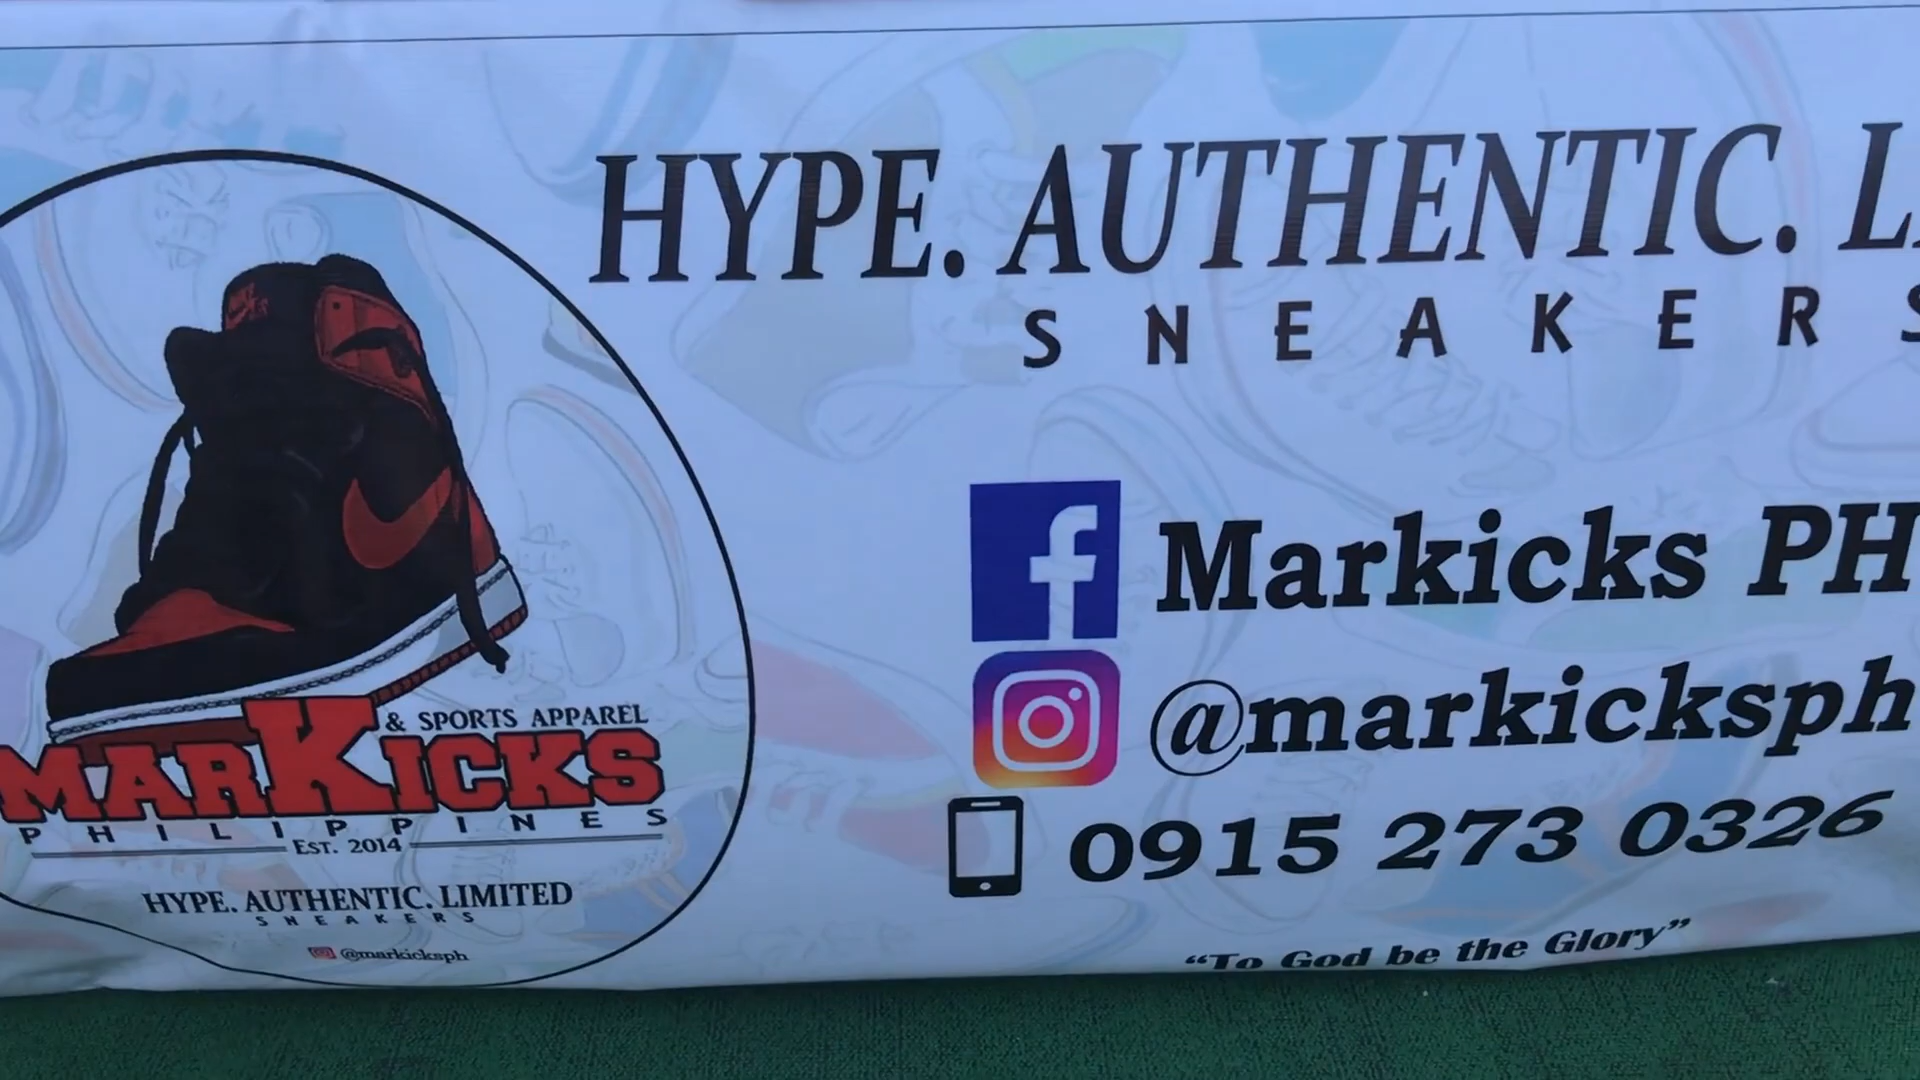 HYPE. AUTHENTIC.
SNEAKERS
Markicks PH
@markicksph
0915 273 0326
“To God be the Glory”
& SPORTS APPAREL
MARKICKS
PHILIPPINES
EST. 2014
HYPE. AUTHENTIC. LIMITED
SNEAKERS
@markicksph